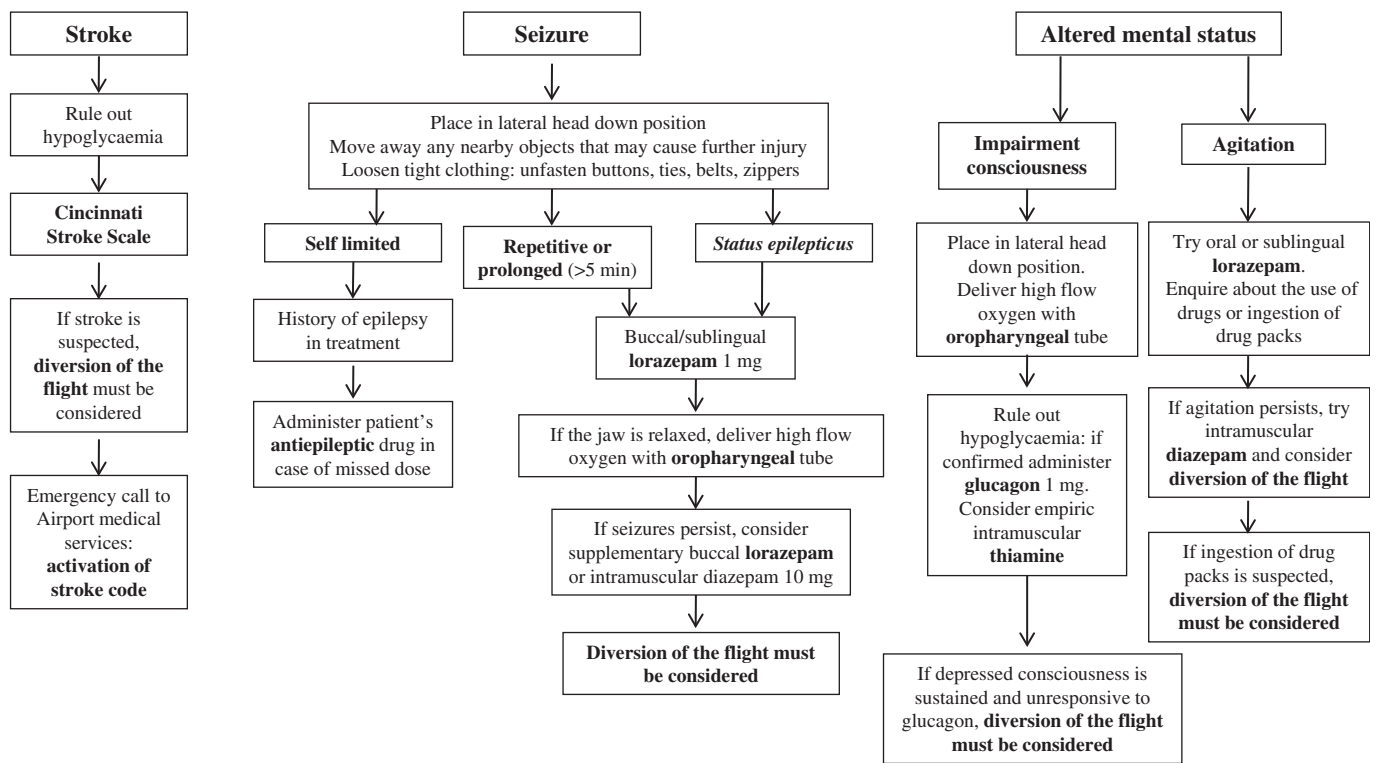 Stroke
Rule out
hypoglycaemia
Cincinnati
Stroke Scale
If stroke is
suspected,
diversion of the
flight must be
considered
Emergency call to
Airport medical
services:
activation of
stroke code
Seizure
Place in lateral head down position
Move away any nearby objects that may cause further injury
Loosen tight clothing: unfasten buttons, ties, belts, zippers
Self limited
History of epilepsy
in treatment
Administer patient's
antiepileptic drug in
case of missed dose
Repetitive or
prolonged (>5 min)
Status epilepticus
Buccal/sublingual
lorazepam 1 mg
If the jaw is relaxed, deliver high flow
oxygen with oropharyngeal tube
If seizures persist, consider
supplementary buccal lorazepam
or intramuscular diazepam 10 mg
Diversion of the flight must
be considered
Altered mental status
Impairment
consciousness
Place in lateral head
down position.
Deliver high flow
oxygen with
oropharyngeal tube
Rule out
hypoglycaemia: if
confirmed administer
glucagon 1 mg.
Consider empiric
intramuscular
thiamine
If depressed consciousness is
sustained and unresponsive to
glucagon, diversion of the flight
must be considered
Agitation
Try oral or sublingual
lorazepam.
Enquire about the use of
drugs or ingestion of
drug packs
If agitation persists, try
intramuscular
diazepam and consider
diversion of the flight
If ingestion of drug
packs is suspected,
diversion of the flight
must be considered